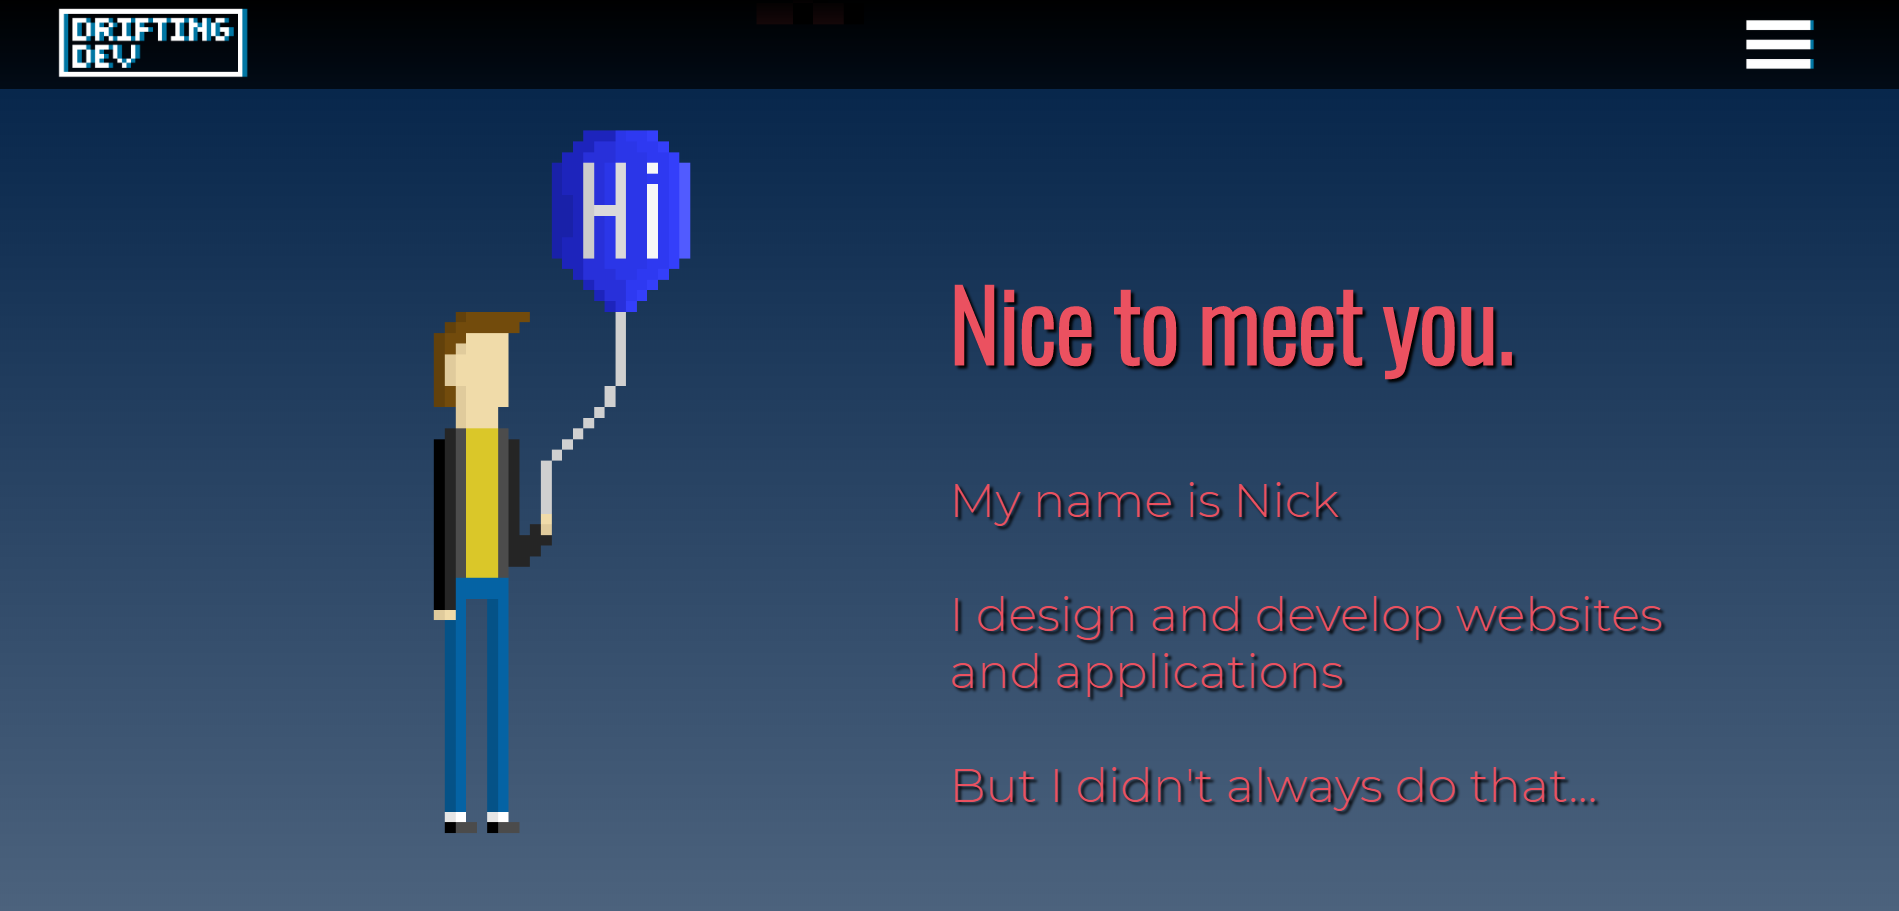 DRIFTING
DEV
Hi
Nice to meet you.
My name is Nick
I design and develop websites
and applications
But I didn't always do that...